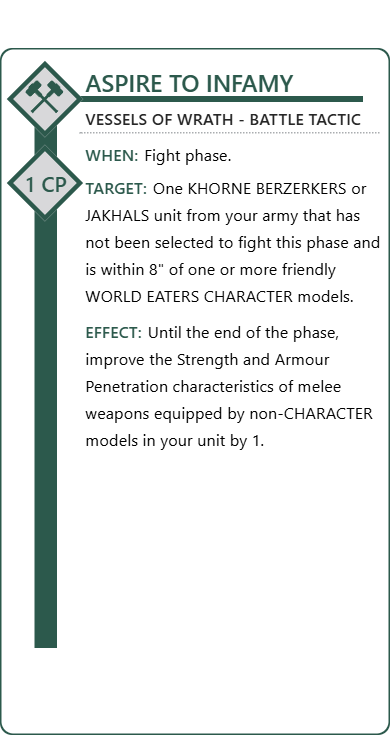 ASPIRE TO INFAMY
VESSELS OF WRATH - BATTLE TACTIC
WHEN: Fight phase.
1 CP
TARGET: One KHORNE BERZERKERS or
JAKHALS unit from your army that has
not been selected to fight this phase and
is within 8" of one or more friendly
WORLD EATERS CHARACTER models.
EFFECT: Until the end of the phase,
improve the Strength and Armour
Penetration characteristics of melee
weapons equipped by non-CHARACTER
models in your unit by 1.